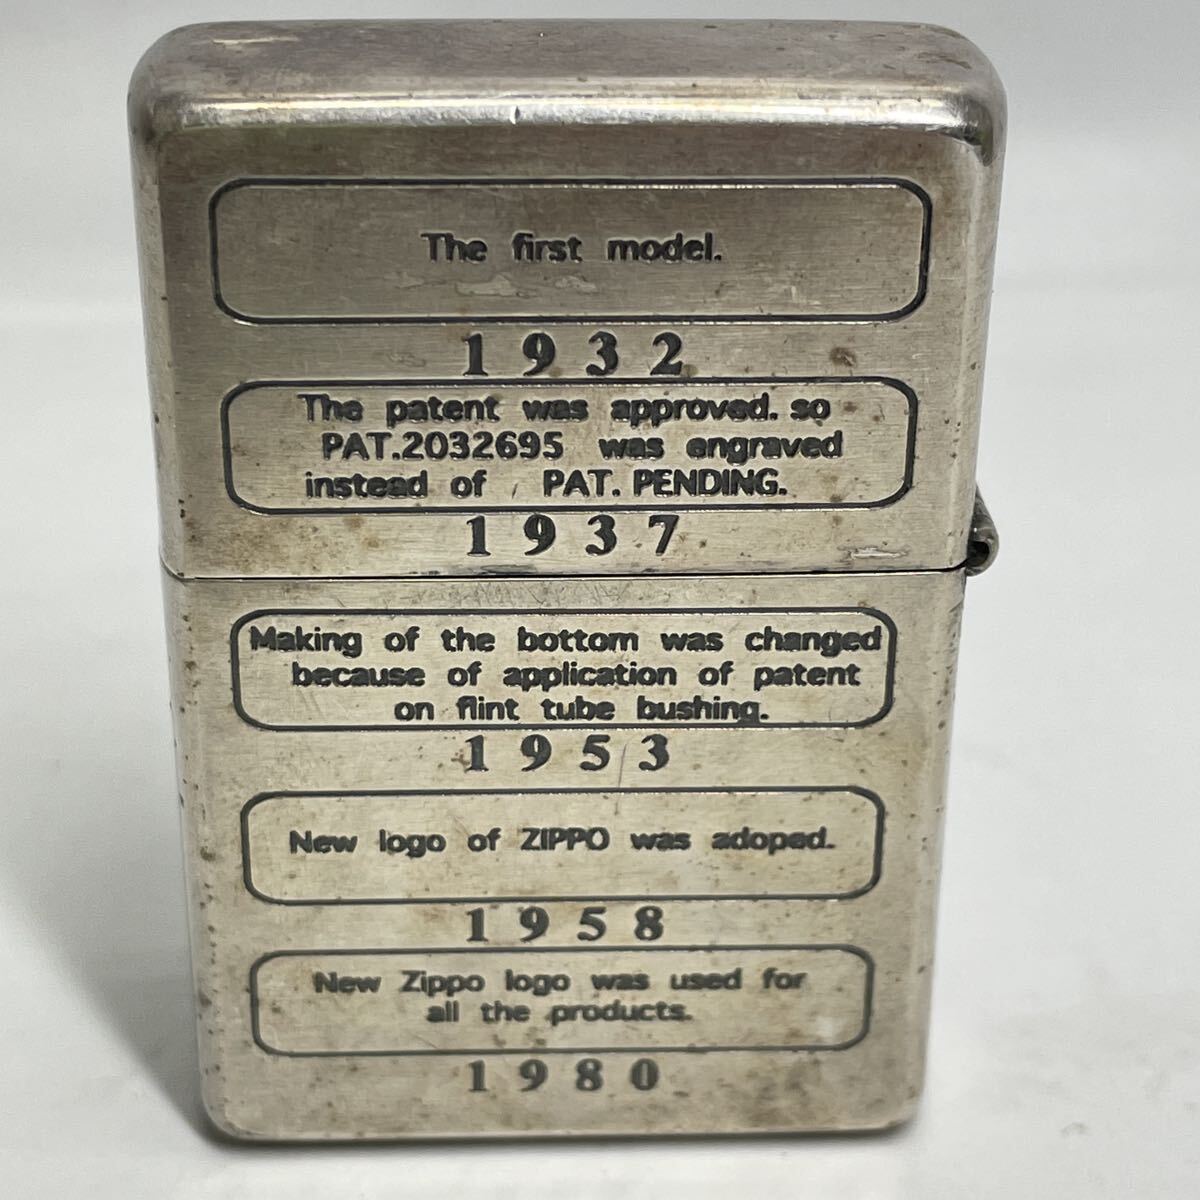 The first model.
1932
The patent was approved. so
PAT.2032695 was engraved
instead of PAT. PENDING.
1937
Making of the bottom was changed
because of application of patent
on flint tube bushing.
1953
New logo of ZIPPO was adoped.
1958
New Zippo logo was used for
all the products.
1980